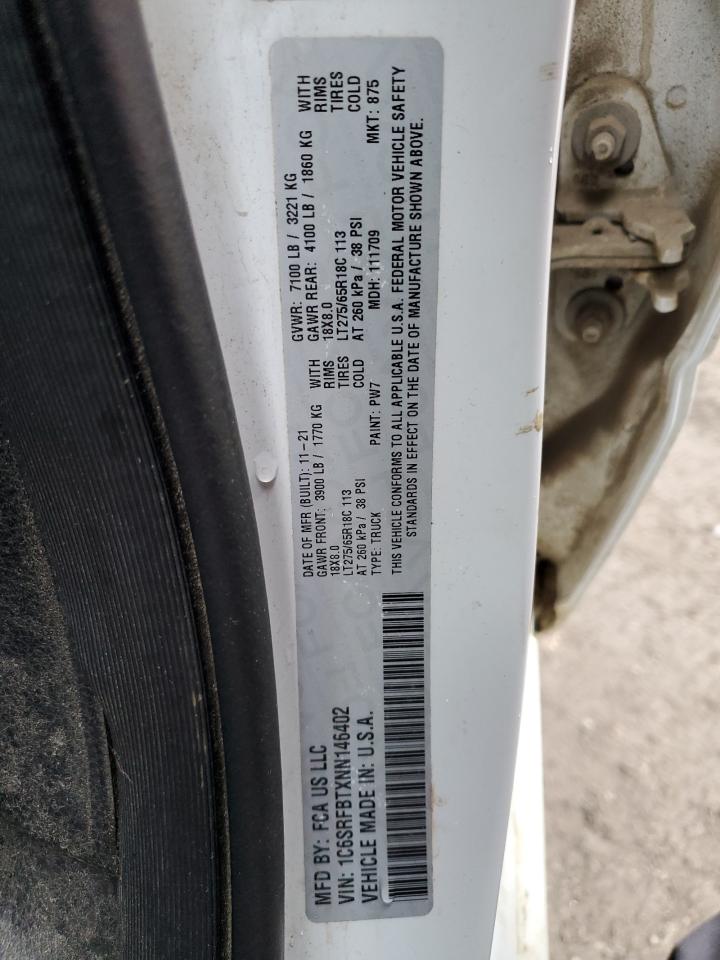 MFD BY: FCA US LLC
VIN: 1C6SRFBTXNN146402
VEHICLE MADE IN: U.S.A.
DATE OF MFR (BUILT): 11-21
GAWR FRONT: 3900 LB / 1770 KG WITH
18X8.0 RIMS
LT275/65R18C 113 TIRES
AT 260 kPa / 38 PSI COLD
TYPE: TRUCK PAINT: PW7
GVWR: 7100 LB / 3221 KG
GAWR REAR: 4100 LB / 1860 KG WITH
18X8.0 RIMS
LT275/65R18C 113 TIRES
AT 260 kPa / 38 PSI COLD
MDH: 111709 MKT: 875
THIS VEHICLE CONFORMS TO ALL APPLICABLE U.S.A. FEDERAL MOTOR VEHICLE SAFETY
STANDARDS IN EFFECT ON THE DATE OF MANUFACTURE SHOWN ABOVE.